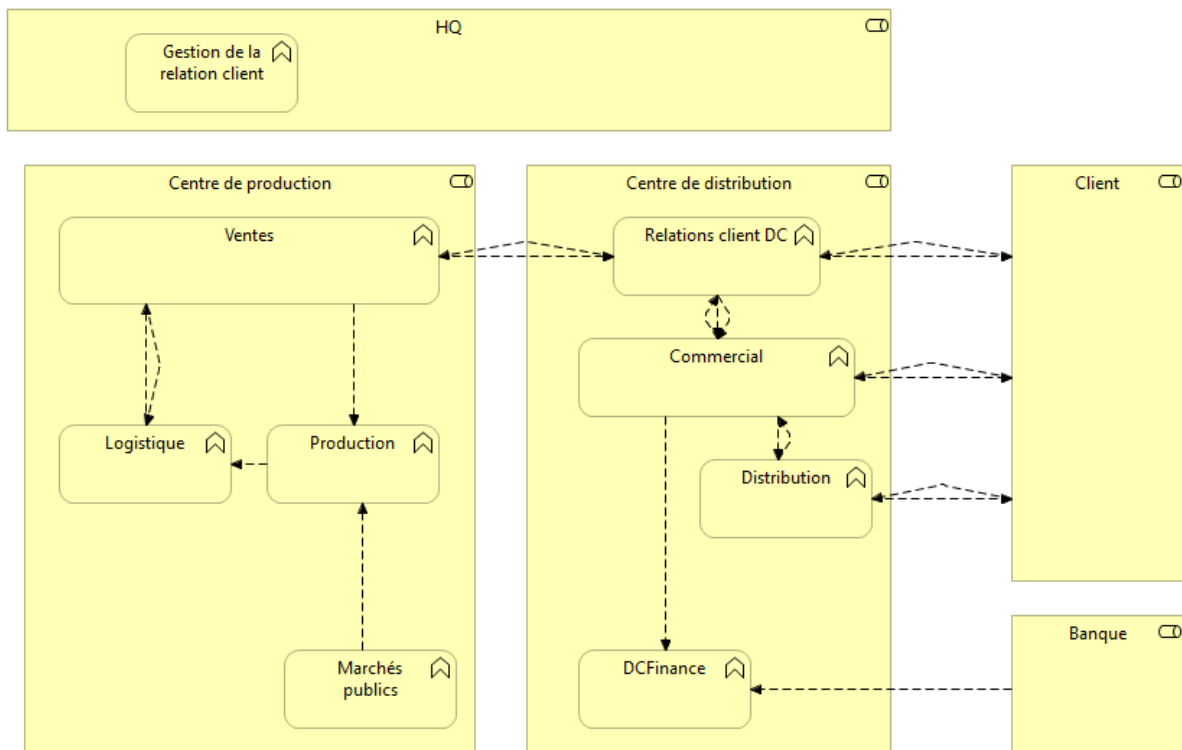 HQ
Gestion de la
relation client
Centre de production
Centre de distribution
Client
Ventes
Relations client DC
Commercial
Logistique
Production
Distribution
Marchés
publics
DCFinance
Banque